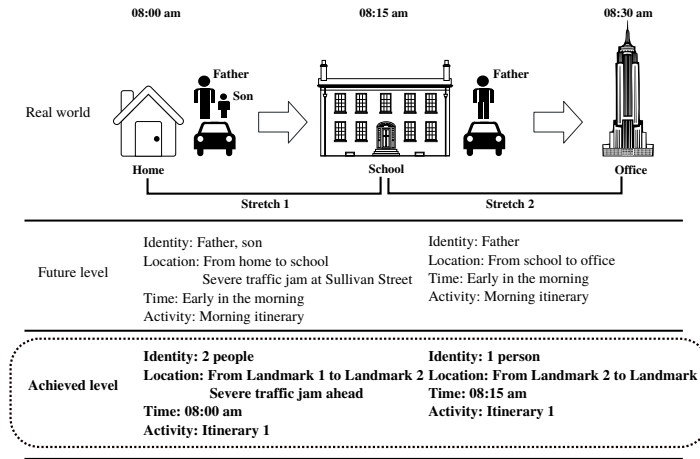 08:00 am
08:15 am
08:30 am
Real world
Father
Son
Father
Home
School
Office
Stretch 1
Stretch 2
Future level
Identity: Father, son
Location: From home to school
Severe traffic jam at Sullivan Street
Time: Early in the morning
Activity: Morning itinerary
Identity: Father
Location: From school to office
Time: Early in the morning
Activity: Morning itinerary
Achieved level
Identity: 2 people
Location: From Landmark 1 to Landmark 2
Severe traffic jam ahead
Time: 08:00 am
Activity: Itinerary 1
Identity: 1 person
Location: From Landmark 2 to Landmark
Time: 08:15 am
Activity: Itinerary 1